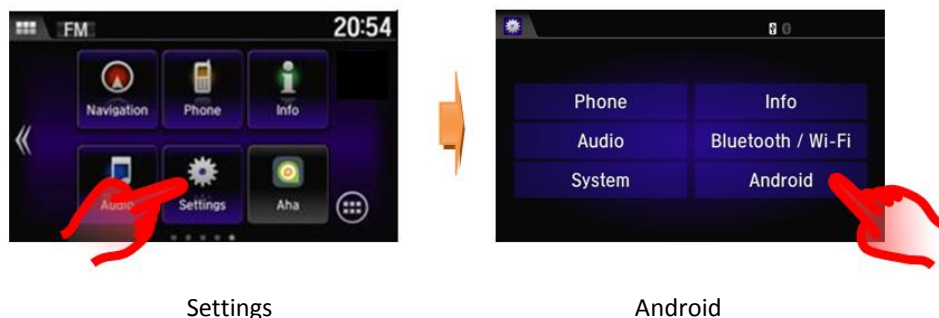 FM
20:54
Navigation Phone Info
Audio Settings Aha
0
Phone Info
Audio Bluetooth / Wi-Fi
System Android
Settings Android